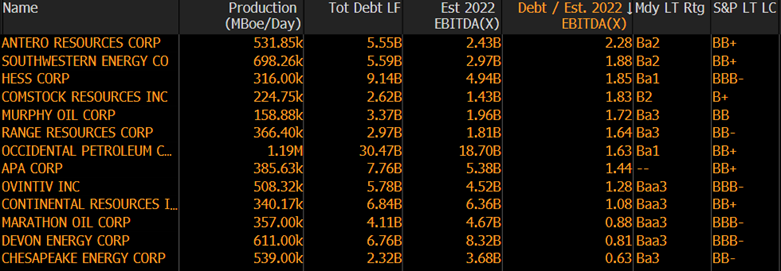 Name Production (MBoe/Day) Tot Debt LF Est 2022 EBITDA(X) Debt / Est. 2022 ↓ EBITDA(X) Mdy LT Rtg S&P LT LC
ANTERO RESOURCES CORP 531.85k 5.55B 2.43B 2.28 Ba2 BB+
SOUTHWESTERN ENERGY CO 698.26k 5.59B 2.97B 1.88 Ba2 BB+
HESS CORP 316.00k 9.14B 4.94B 1.85 Ba1 BBB-
COMSTOCK RESOURCES INC 224.75k 2.62B 1.43B 1.83 B2 B+
MURPHY OIL CORP 158.88k 3.37B 1.96B 1.72 Ba3 BB
RANGE RESOURCES CORP 366.40k 2.97B 1.81B 1.64 Ba3 BB-
OCCIDENTAL PETROLEUM C... 1.19M 30.47B 18.70B 1.63 Ba1 BB+
APA CORP 385.63k 7.76B 5.38B 1.44 -- BB+
OVINTIV INC 508.32k 5.78B 4.52B 1.28 Baa3 BBB-
CONTINENTAL RESOURCES I... 340.17k 6.84B 6.36B 1.08 Baa3 BB+
MARATHON OIL CORP 357.00k 4.11B 4.67B 0.88 Baa3 BBB-
DEVON ENERGY CORP 611.00k 6.76B 8.32B 0.81 Baa3 BBB-
CHESAPEAKE ENERGY CORP 539.00k 2.32B 3.68B 0.63 Ba3 BB-